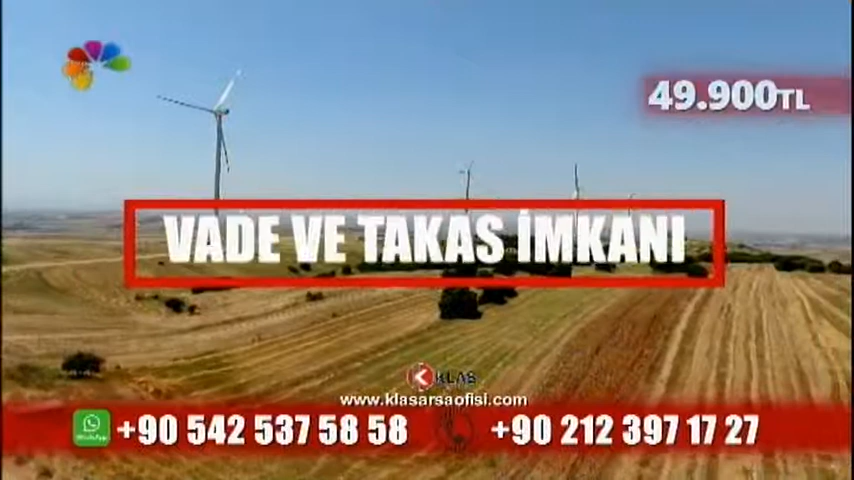 49.900TL
VADE VE TAKAS İMKANI
KLAS
www.klasarsaofisi.com
WhatsApp
+90 542 537 58 58
+90 212 397 17 27